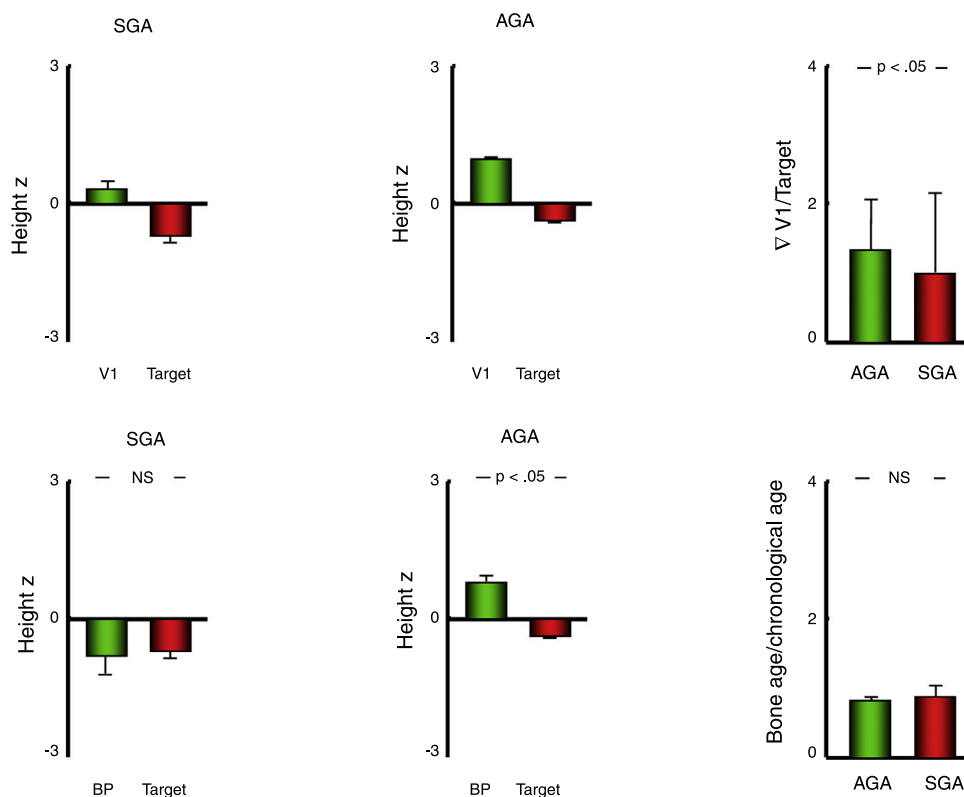 SGA
3
0
-3
Height z
V1 Target
AGA
3
0
-3
Height z
V1 Target
4
2
0
∇ V1/Target
– p < .05 –
AGA SGA
SGA
3
0
-3
Height z
– NS –
BP Target
AGA
3
0
-3
Height z
– p < .05 –
BP Target
4
2
0
Bone age/chronological age
– NS –
AGA SGA